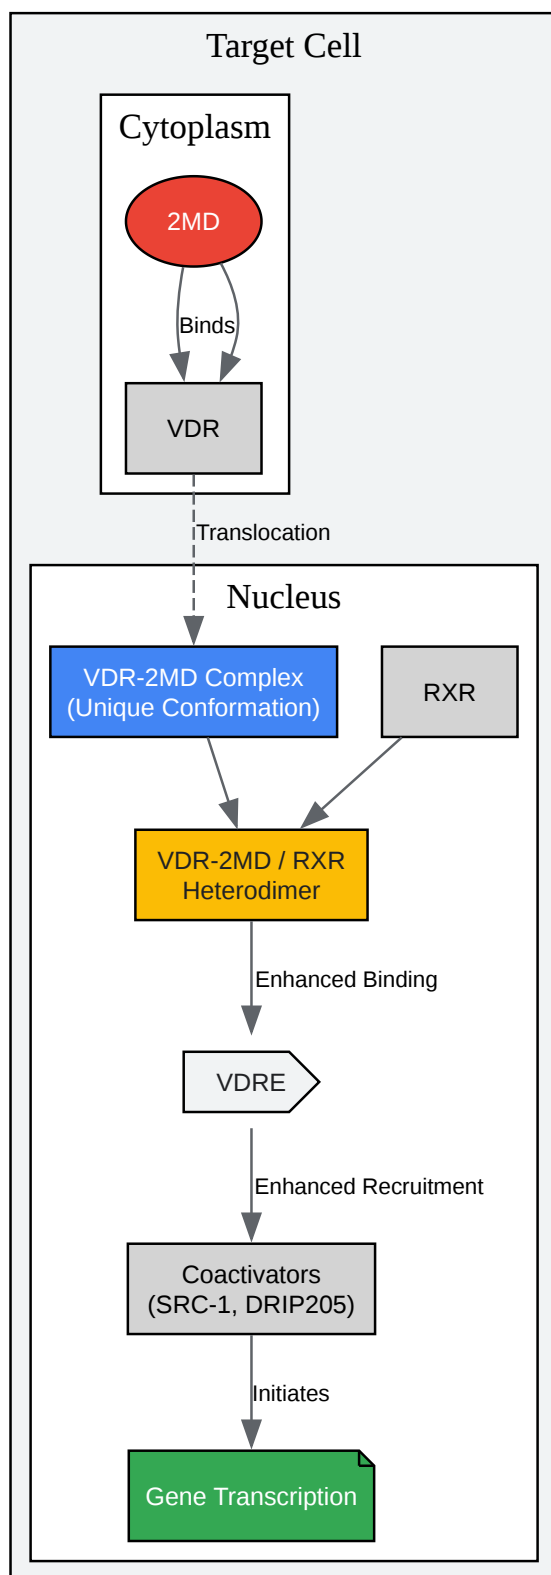 Target Cell
Cytoplasm
2MD
Binds
VDR
Translocation
Nucleus
VDR-2MD Complex
(Unique Conformation)
RXR
VDR-2MD / RXR
Heterodimer
Enhanced Binding
VDRE
Enhanced Recruitment
Coactivators
(SRC-1, DRIP205)
Initiates
Gene Transcription